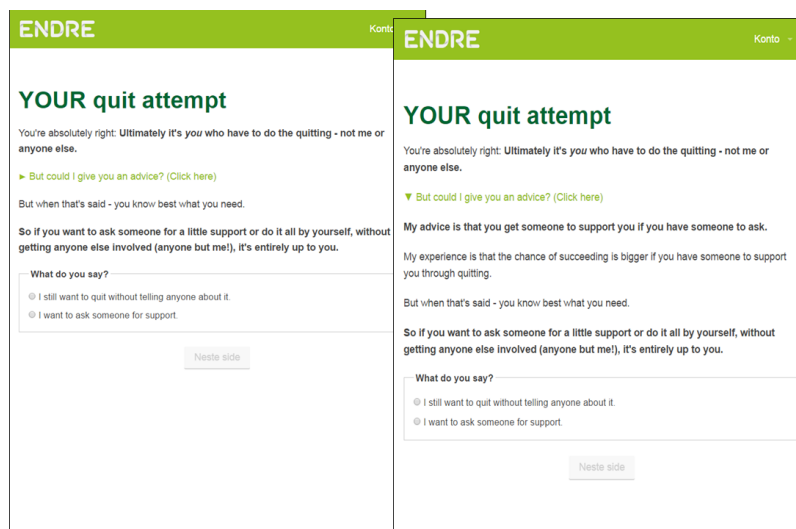 ENDRE
Konto
YOUR quit attempt
You're absolutely right: Ultimately it's you who have to do the quitting - not me or
anyone else.
► But could I give you an advice? (Click here)
But when that's said - you know best what you need.
So if you want to ask someone for a little support or do it all by yourself, without
getting anyone else involved (anyone but me!), it's entirely up to you.
What do you say?
I still want to quit without telling anyone about it.
I want to ask someone for support.
Neste side
ENDRE
Konto
YOUR quit attempt
You're absolutely right: Ultimately it's you who have to do the quitting - not me or
anyone else.
▼ But could I give you an advice? (Click here)
My advice is that you get someone to support you if you have someone to ask.
My experience is that the chance of succeeding is bigger if you have someone to support
you through quitting.
But when that's said - you know best what you need.
So if you want to ask someone for a little support or do it all by yourself, without
getting anyone else involved (anyone but me!), it's entirely up to you.
What do you say?
I still want to quit without telling anyone about it.
I want to ask someone for support.
Neste side